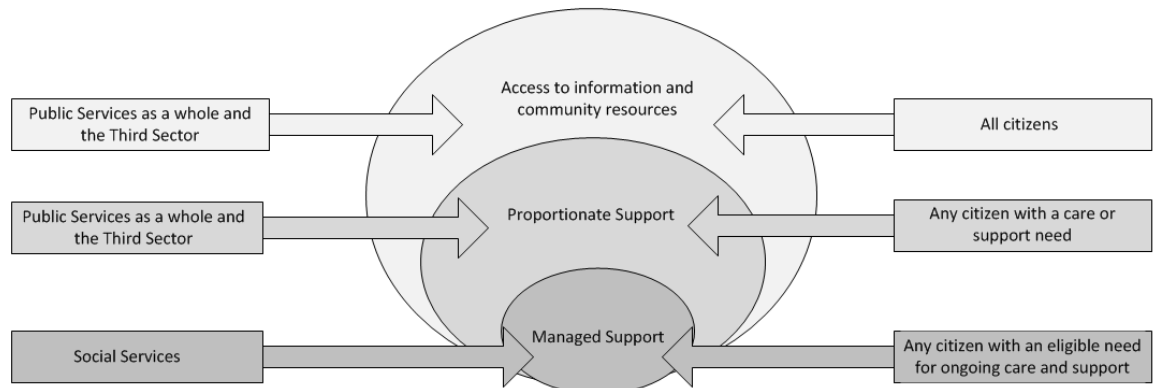 Access to information and
community resources
Public Services as a whole and
the Third Sector
All citizens
Public Services as a whole and
the Third Sector
Proportionate Support
Any citizen with a care or
support need
Social Services
Managed Support
Any citizen with an eligible need
for ongoing care and support